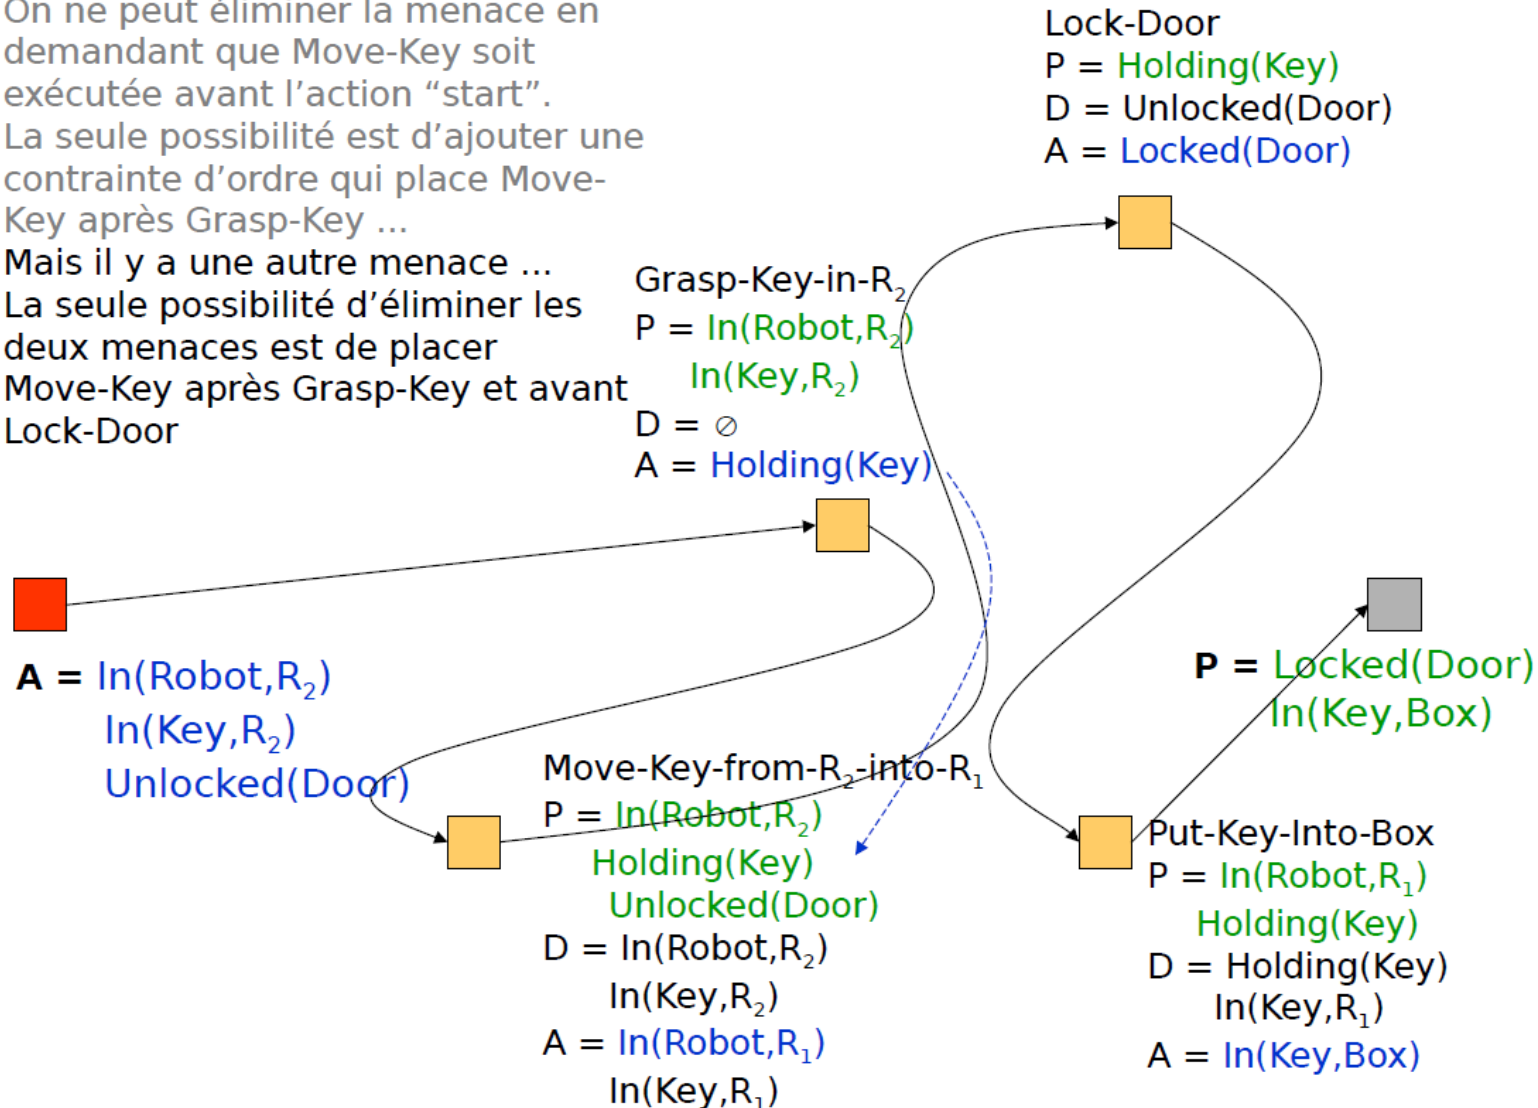 On ne peut éliminer la menace en
demandant que Move-Key soit
exécutée avant l’action “start”.
La seule possibilité est d’ajouter une
contrainte d’ordre qui place Move-
Key après Grasp-Key ...
Mais il y a une autre menace ...
La seule possibilité d’éliminer les
deux menaces est de placer
Move-Key après Grasp-Key et avant
Lock-Door
Lock-Door
P = Holding(Key)
D = Unlocked(Door)
A = Locked(Door)
Grasp-Key-in-R₂
P = In(Robot,R₂)
In(Key,R₂)
D = ∅
A = Holding(Key)
A = In(Robot,R₂)
In(Key,R₂)
Unlocked(Door)
P = Locked(Door)
In(Key,Box)
Move-Key-from-R₂-into-R₁
P = In(Robot,R₂)
Holding(Key)
Unlocked(Door)
D = In(Robot,R₂)
In(Key,R₂)
A = In(Robot,R₁)
In(Key,R₁)
Put-Key-Into-Box
P = In(Robot,R₁)
Holding(Key)
D = Holding(Key)
In(Key,R₁)
A = In(Key,Box)